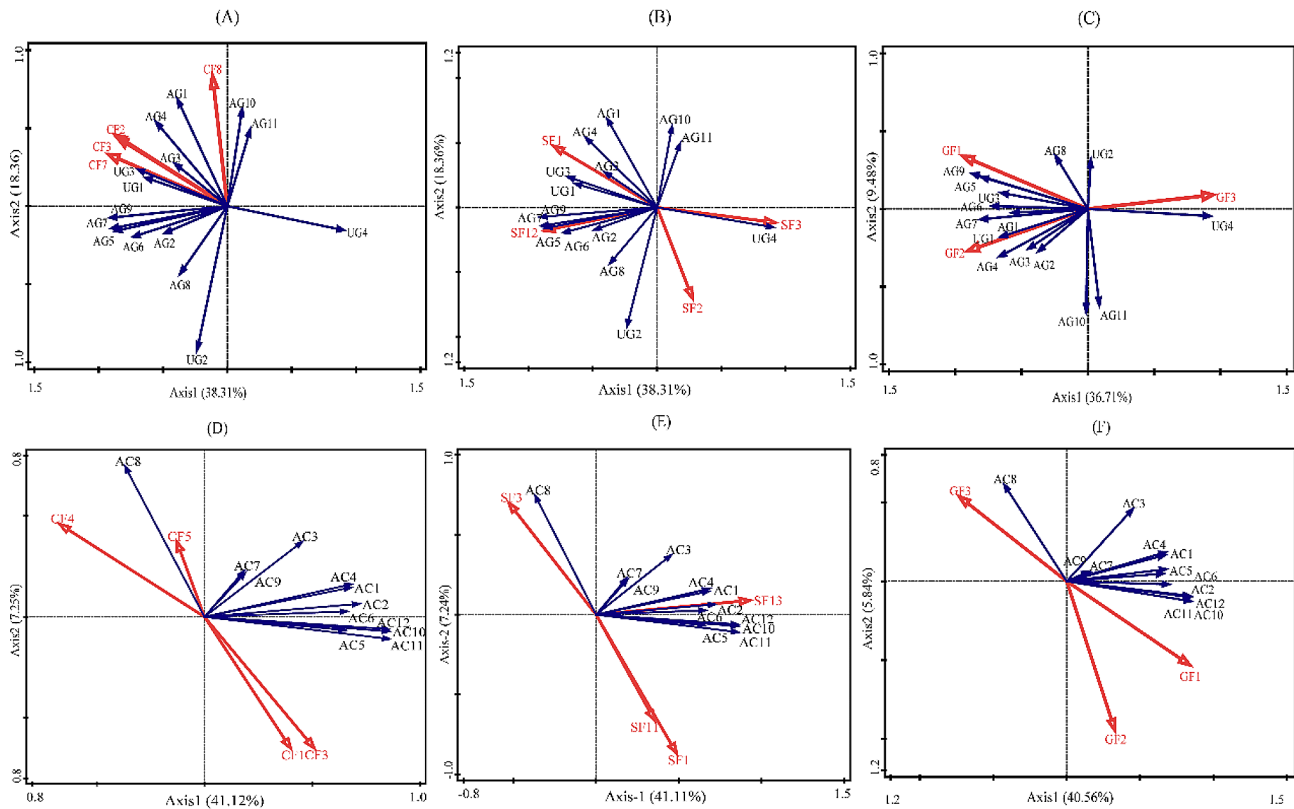 (A)
1.0
CF8
AG1
AG10
AG4
AG11
CF2
CF3
AG3
CF7
UG3
UG1
AG9
AG7
AG5
AG6
AG2
UG4
AG8
UG2
Axis2 (18.36)
1.0
1.5
1.5
Axis1 (38.31%)
(B)
1.2
AG1
AG10
AG4
AG11
SF1
AG3
UG3
UG1
AG9
AG7
SF12
AG5
AG6
AG2
SF3
UG4
AG8
SF2
UG2
Axis2 (18.36%)
1.2
1.5
1.5
Axis1 (38.31%)
(C)
1.0
GF1
AG8
UG2
AG9
AG5
UG3
GF3
AG6
AG7
AG1
UG4
UG1
GF2
AG4
AG3
AG2
AG10
AG11
Axis2 (9.48%)
1.0
1.5
1.5
Axis1 (36.71%)
(D)
0.8
AC8
CF4
CF5
AC3
AC7
AC9
AC4
AC1
AC2
AC6
AC12
AC10
AC5
AC11
CF1
CF3
Axis2 (7.25%)
0.8
0.8
1.0
Axis1 (41.12%)
(E)
1.0
SF3
AC8
AC3
AC7
AC9
AC4
AC1
SF13
AC2
AC6
AC12
AC10
AC5
AC11
SF11
SF1
Axis-2 (7.24%)
-1.0
-0.8
1.5
Axis-1 (41.11%)
(F)
0.8
AC8
GF3
AC3
AC4
AC1
AC9
AC7
AC5
AC6
AC2
AC12
AC11
AC10
GF1
GF2
Axis2 (5.84%)
1.2
1.2
1.5
Axis1 (40.56%)